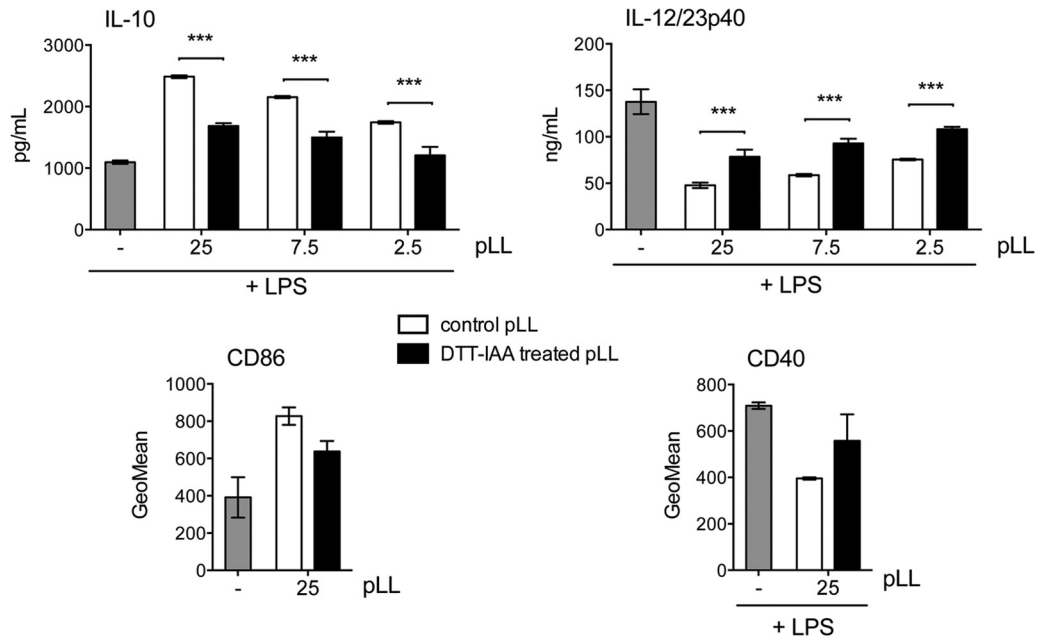 IL-10
3000
2000
1000
0
pg/mL
***
***
***
- 25 7.5 2.5 pLL
+ LPS
IL-12/23p40
200
150
100
50
0
ng/mL
***
***
***
- 25 7.5 2.5 pLL
+ LPS
control pLL
DTT-IAA treated pLL
CD86
1000
800
600
400
200
0
GeoMean
- 25 pLL
CD40
800
600
400
200
0
GeoMean
- 25 pLL
+ LPS